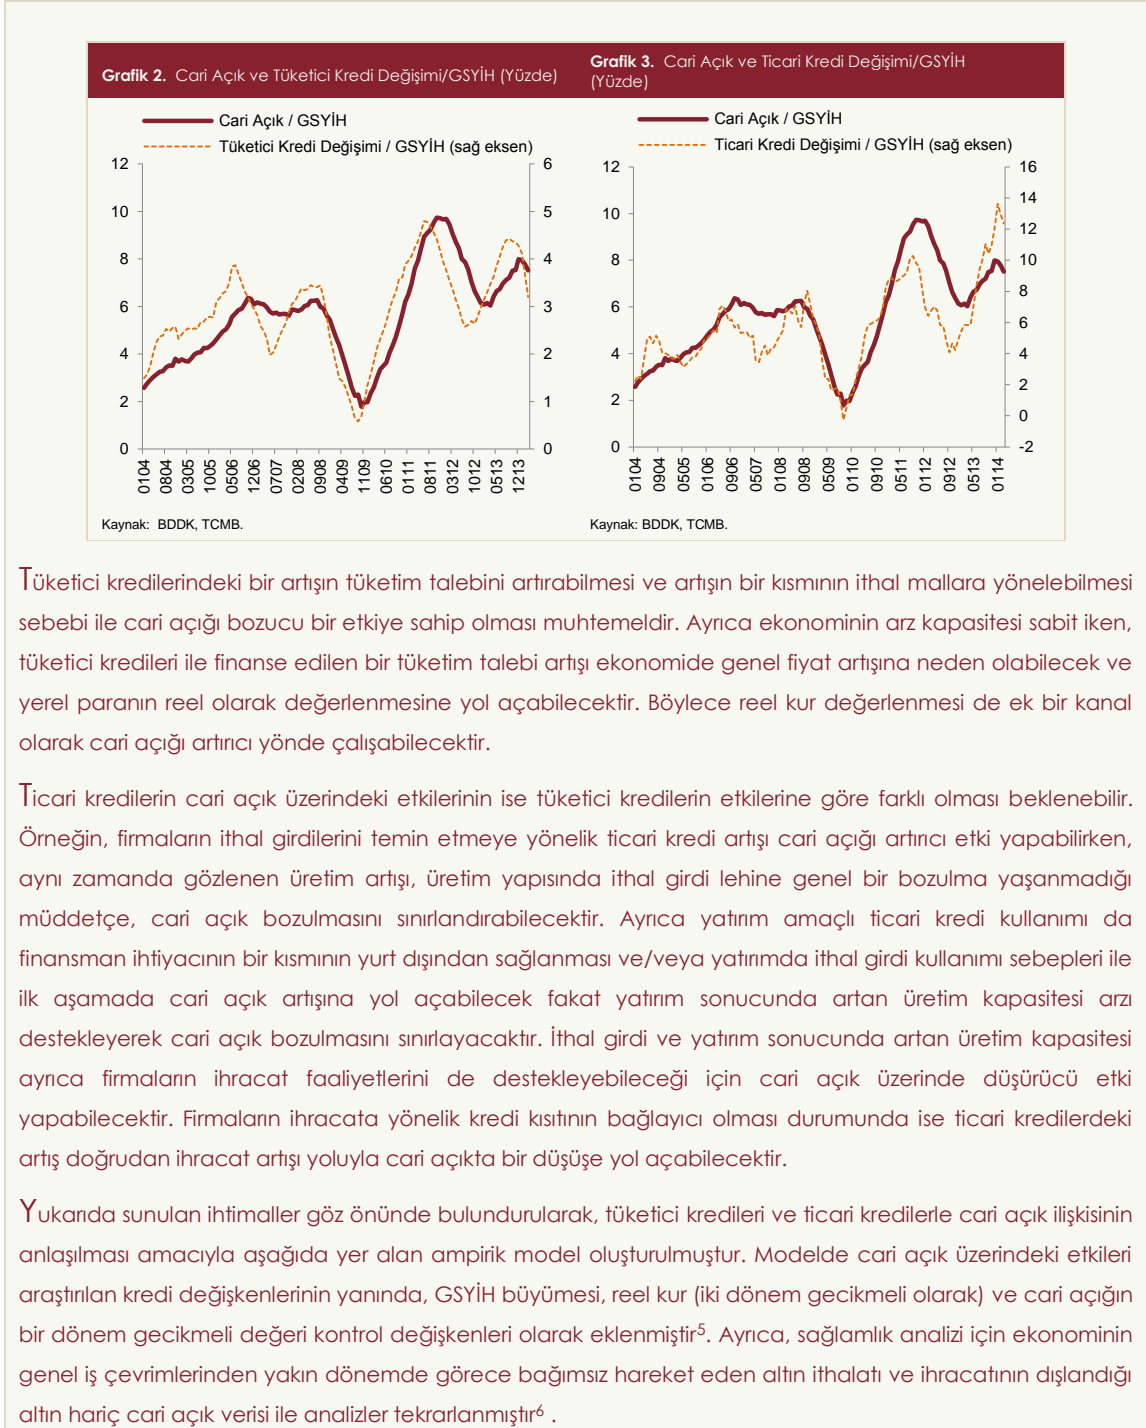 Grafik 2. Cari Açık ve Tüketici Kredi Değişimi/GSYİH (Yüzde)
Cari Açık / GSYİH
Tüketici Kredi Değişimi / GSYİH (sağ eksen)
12
10
8
6
4
2
0
6
5
4
3
2
1
0
0104
0804
0305
1005
0506
1206
0707
0208
0908
0409
1109
0610
0111
0811
0312
1012
0513
1213
Kaynak: BDDK, TCMB.
Grafik 3. Cari Açık ve Ticari Kredi Değişimi/GSYİH
(Yüzde)
Cari Açık / GSYİH
Ticari Kredi Değişimi / GSYİH (sağ eksen)
12
10
8
6
4
2
0
16
14
12
10
8
6
4
2
0
-2
0104
0904
0505
0106
0906
0507
0108
0908
0509
0110
0910
0511
0112
0912
0513
0114
Kaynak: BDDK, TCMB.
Tüketici kredilerindeki bir artışın tüketim talebini artırabilmesi ve artışın bir kısmının ithal mallara yönelebilmesi
sebebi ile cari açığı bozucu bir etkiye sahip olması muhtemeldir. Ayrıca ekonominin arz kapasitesi sabit iken,
tüketici kredileri ile finanse edilen bir tüketim talebi artışı ekonomide genel fiyat artışına neden olabilecek ve
yerel paranın reel olarak değerlenmesine yol açabilecektir. Böylece reel kur değerlenmesi de ek bir kanal
olarak cari açığı artırıcı yönde çalışabilecektir.
Ticari kredilerin cari açık üzerindeki etkilerinin ise tüketici kredilerin etkilerine göre farklı olması beklenebilir.
Örneğin, firmaların ithal girdilerini temin etmeye yönelik ticari kredi artışı cari açığı artırıcı etki yapabilirken,
aynı zamanda gözlenen üretim artışı, üretim yapısında ithal girdi lehine genel bir bozulma yaşanmadığı
müddetçe, cari açık bozulmasını sınırlandırabilecektir. Ayrıca yatırım amaçlı ticari kredi kullanımı da
finansman ihtiyacının bir kısmının yurt dışından sağlanması ve/veya yatırımda ithal girdi kullanımı sebepleri ile
ilk aşamada cari açık artışına yol açabilecek fakat yatırım sonucunda artan üretim kapasitesi arzı
destekleyerek cari açık bozulmasını sınırlayacaktır. İthal girdi ve yatırım sonucunda artan üretim kapasitesi
ayrıca firmaların ihracat faaliyetlerini de destekleyebileceği için cari açık üzerinde düşürücü etki
yapabilecektir. Firmaların ihracata yönelik kredi kısıtının bağlayıcı olması durumunda ise ticari kredilerdeki
artış doğrudan ihracat artışı yoluyla cari açıkta bir düşüşe yol açabilecektir.
Yukarıda sunulan ihtimaller göz önünde bulundurularak, tüketici kredileri ve ticari kredilerle cari açık ilişkisinin
anlaşılması amacıyla aşağıda yer alan ampirik model oluşturulmuştur. Modelde cari açık üzerindeki etkileri
araştırılan kredi değişkenlerinin yanında, GSYİH büyümesi, reel kur (iki dönem gecikmeli olarak) ve cari açığın
bir dönem gecikmeli değeri kontrol değişkenleri olarak eklenmiştir5. Ayrıca, sağlamlık analizi için ekonominin
genel iş çevrimlerinden yakın dönemde görece bağımsız hareket eden altın ithalatı ve ihracatının dışlandığı
altın hariç cari açık verisi ile analizler tekrarlanmıştır6 .